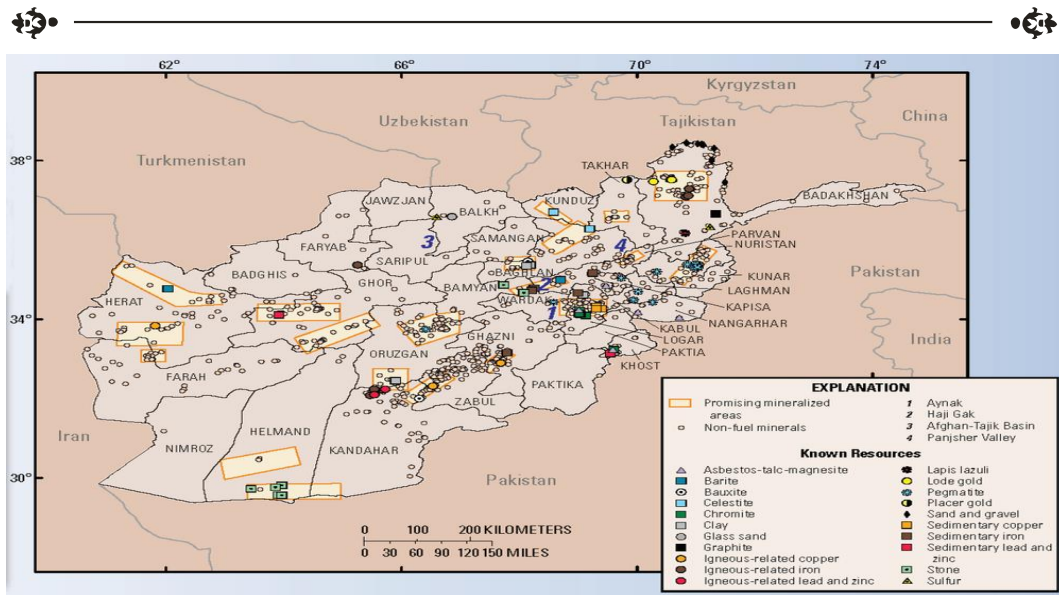 62°
66°
70°
74°
Kyrgyzstan
China
Uzbekistan
Tajikistan
38°
Turkmenistan
TAKHAR
BADAKHSHAN
JAWZJAN
BALKH
KUNDUZ
PARVAN
NURISTAN
FARYAB
3
SAMANGAN
4
SARIPUL
BAGHLAN
Pakistan
BADGHIS
GHOR
BAMYAN
2
KUNAR
LAGHMAN
HERAT
WARDAK
KAPISA
34°
1
NANGARHAR
KABUL
LOGAR
PAKTIA
KHOST
India
GHAZNI
ORUZGAN
FARAH
PAKTIKA
ZABUL
Iran
HELMAND
NIMROZ
KANDAHAR
30°
Pakistan
0 100 200 KILOMETERS
0 30 60 90 120 150 MILES
EXPLANATION
Promising mineralized
areas
Non-fuel minerals
1 Aynak
2 Haji Gak
3 Afghan-Tajik Basin
4 Panjsher Valley
Known Resources
Asbestos-talc-magnesite
Barite
Bauxite
Celestite
Chromite
Clay
Glass sand
Graphite
Igneous-related copper
Igneous-related iron
Igneous-related lead and zinc
Lapis lazuli
Lode gold
Pegmatite
Placer gold
Sand and gravel
Sedimentary copper
Sedimentary iron
Sedimentary lead and
zinc
Stone
Sulfur